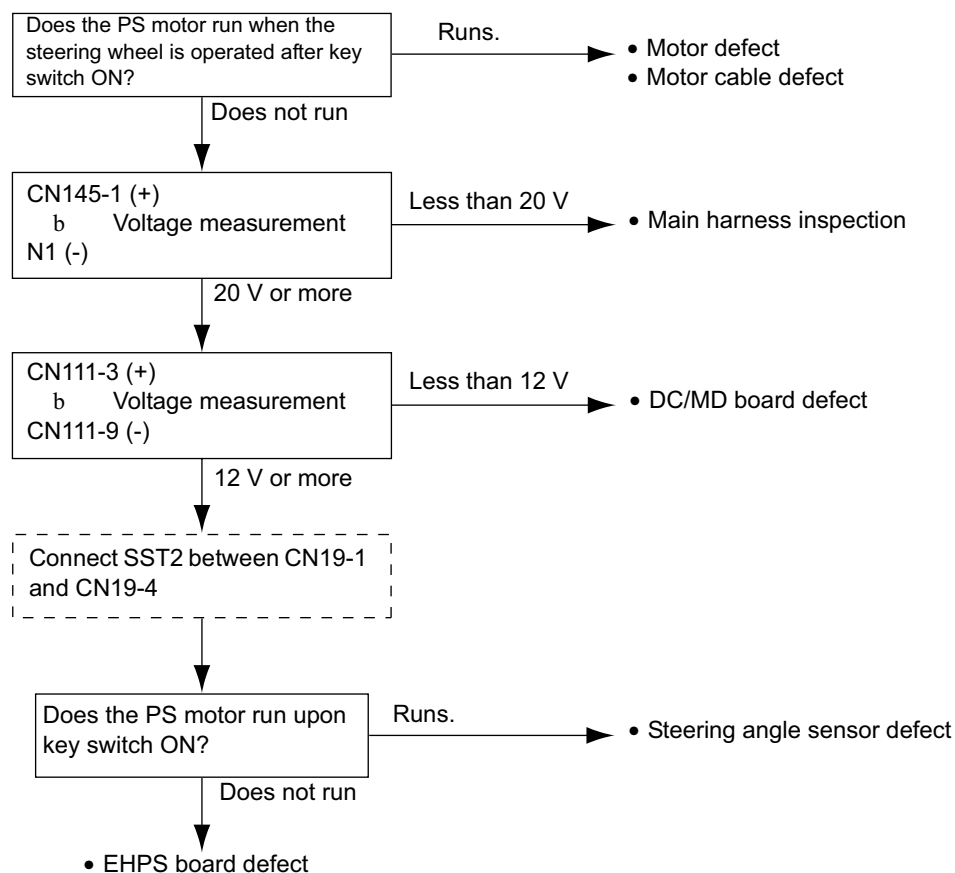 Does the PS motor run when the
steering wheel is operated after key
switch ON?
Runs.
• Motor defect
• Motor cable defect
Does not run
CN145-1 (+)
b Voltage measurement
N1 (-)
Less than 20 V
• Main harness inspection
20 V or more
CN111-3 (+)
b Voltage measurement
CN111-9 (-)
Less than 12 V
• DC/MD board defect
12 V or more
Connect SST2 between CN19-1
and CN19-4
Does the PS motor run upon
key switch ON?
Runs.
• Steering angle sensor defect
Does not run
• EHPS board defect